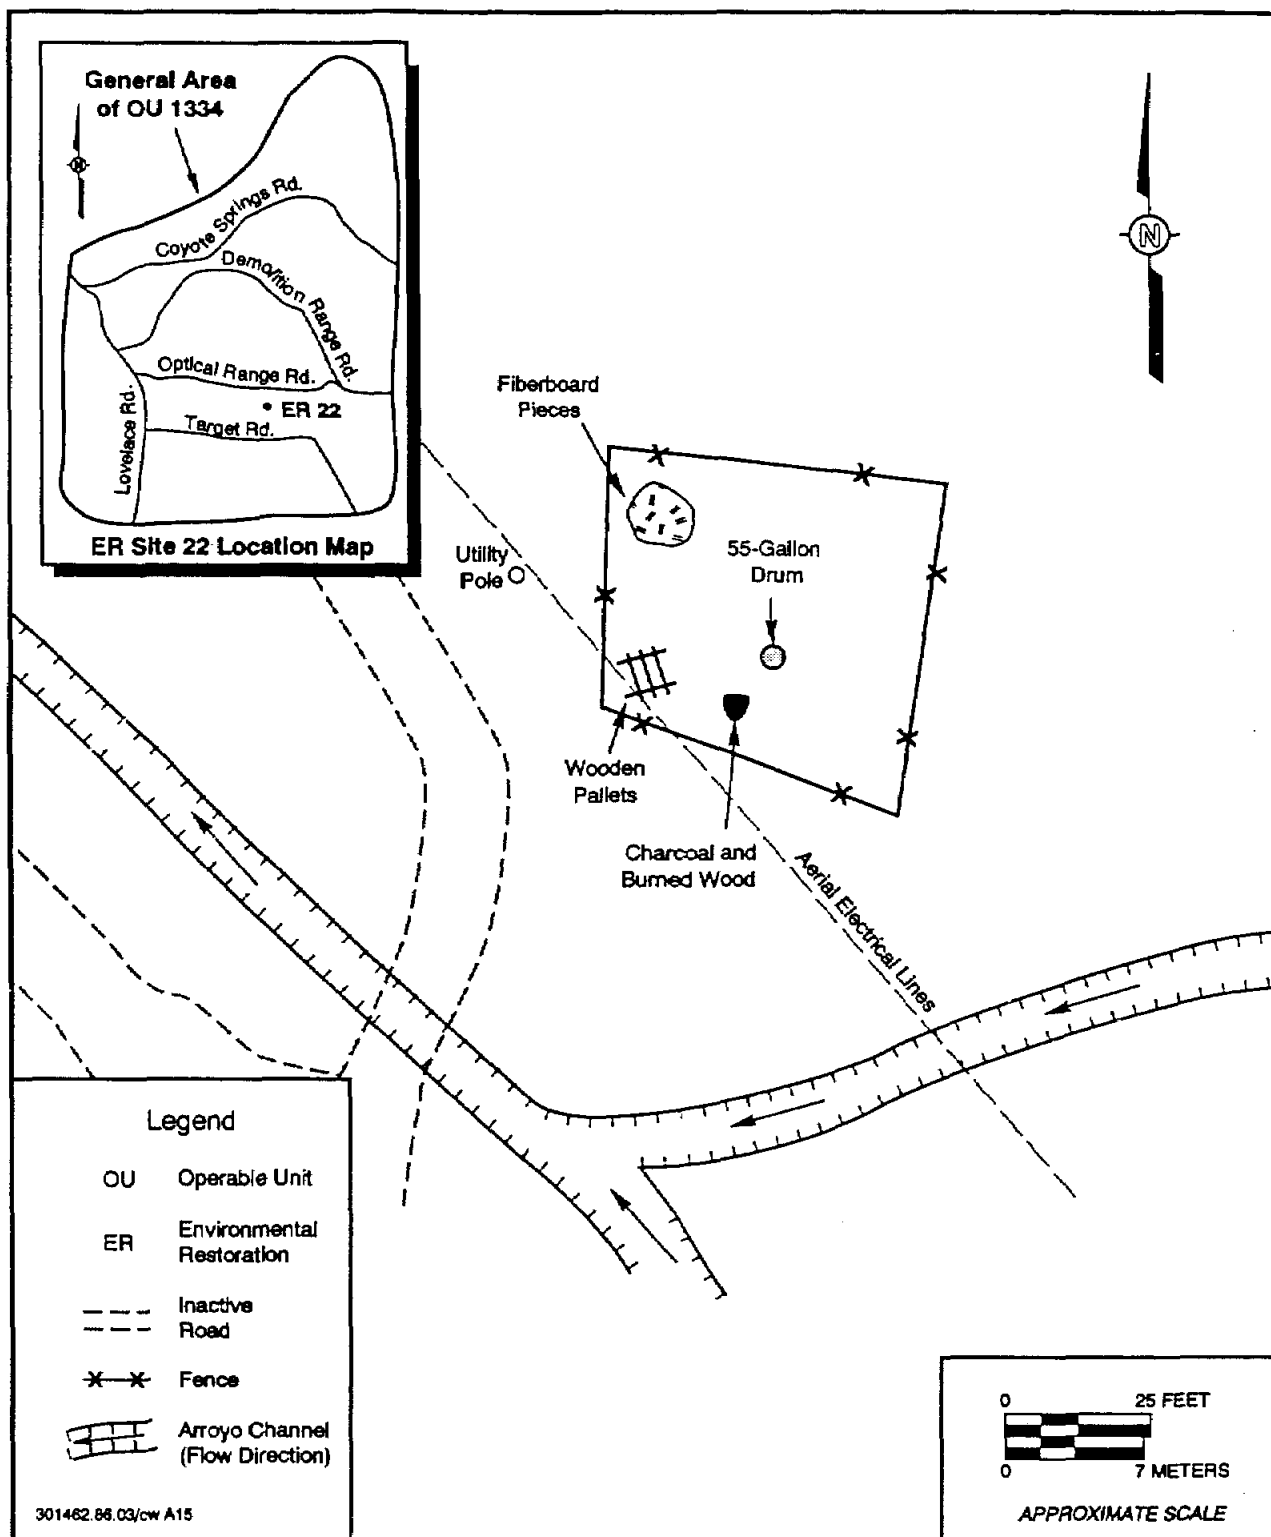 General Area
of OU 1334
N
Coyote Springs Rd.
Demolition Range Rd.
Optical Range Rd.
ER 22
Target Rd.
Lovelace Rd.
ER Site 22 Location Map
N
Fiberboard
Pieces
55-Gallon
Drum
Utility
Pole
Wooden
Pallets
Charcoal and
Burned Wood
Aerial Electrical Lines
Legend
OU Operable Unit
ER Environmental
Restoration
Inactive
Road
Fence
Arroyo Channel
(Flow Direction)
301462.86.03/cw A15
0 25 FEET
0 7 METERS
APPROXIMATE SCALE